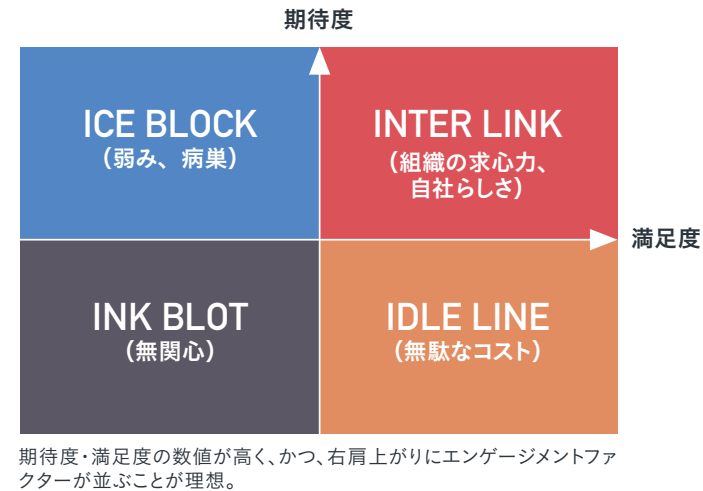 期待度
ICE BLOCK
（弱み、病巣）
INTER LINK
（組織の求心力、
自社らしさ）
満足度
INK BLOT
（無関心）
IDLE LINE
（無駄なコスト）
期待度・満足度の数値が高く、かつ、右肩上がりにエンゲージメントファ
クターが並ぶことが理想。